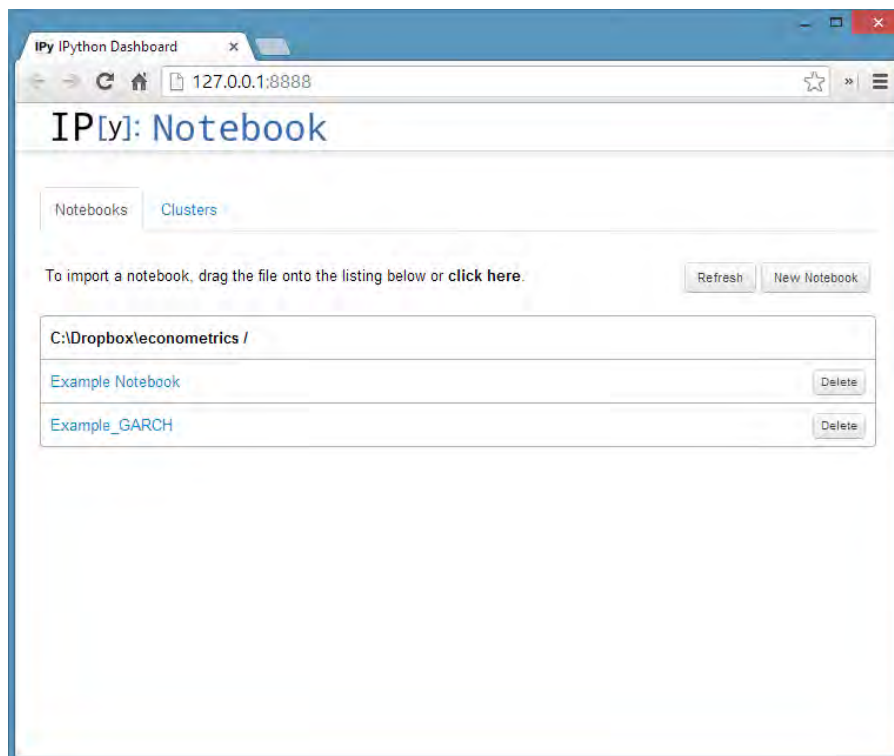 IPy IPython Dashboard
127.0.0.1:8888
IP[y]: Notebook
Notebooks Clusters
To import a notebook, drag the file onto the listing below or click here. Refresh New Notebook
C:\Dropbox\econometrics /
Example Notebook Delete
Example_GARCH Delete